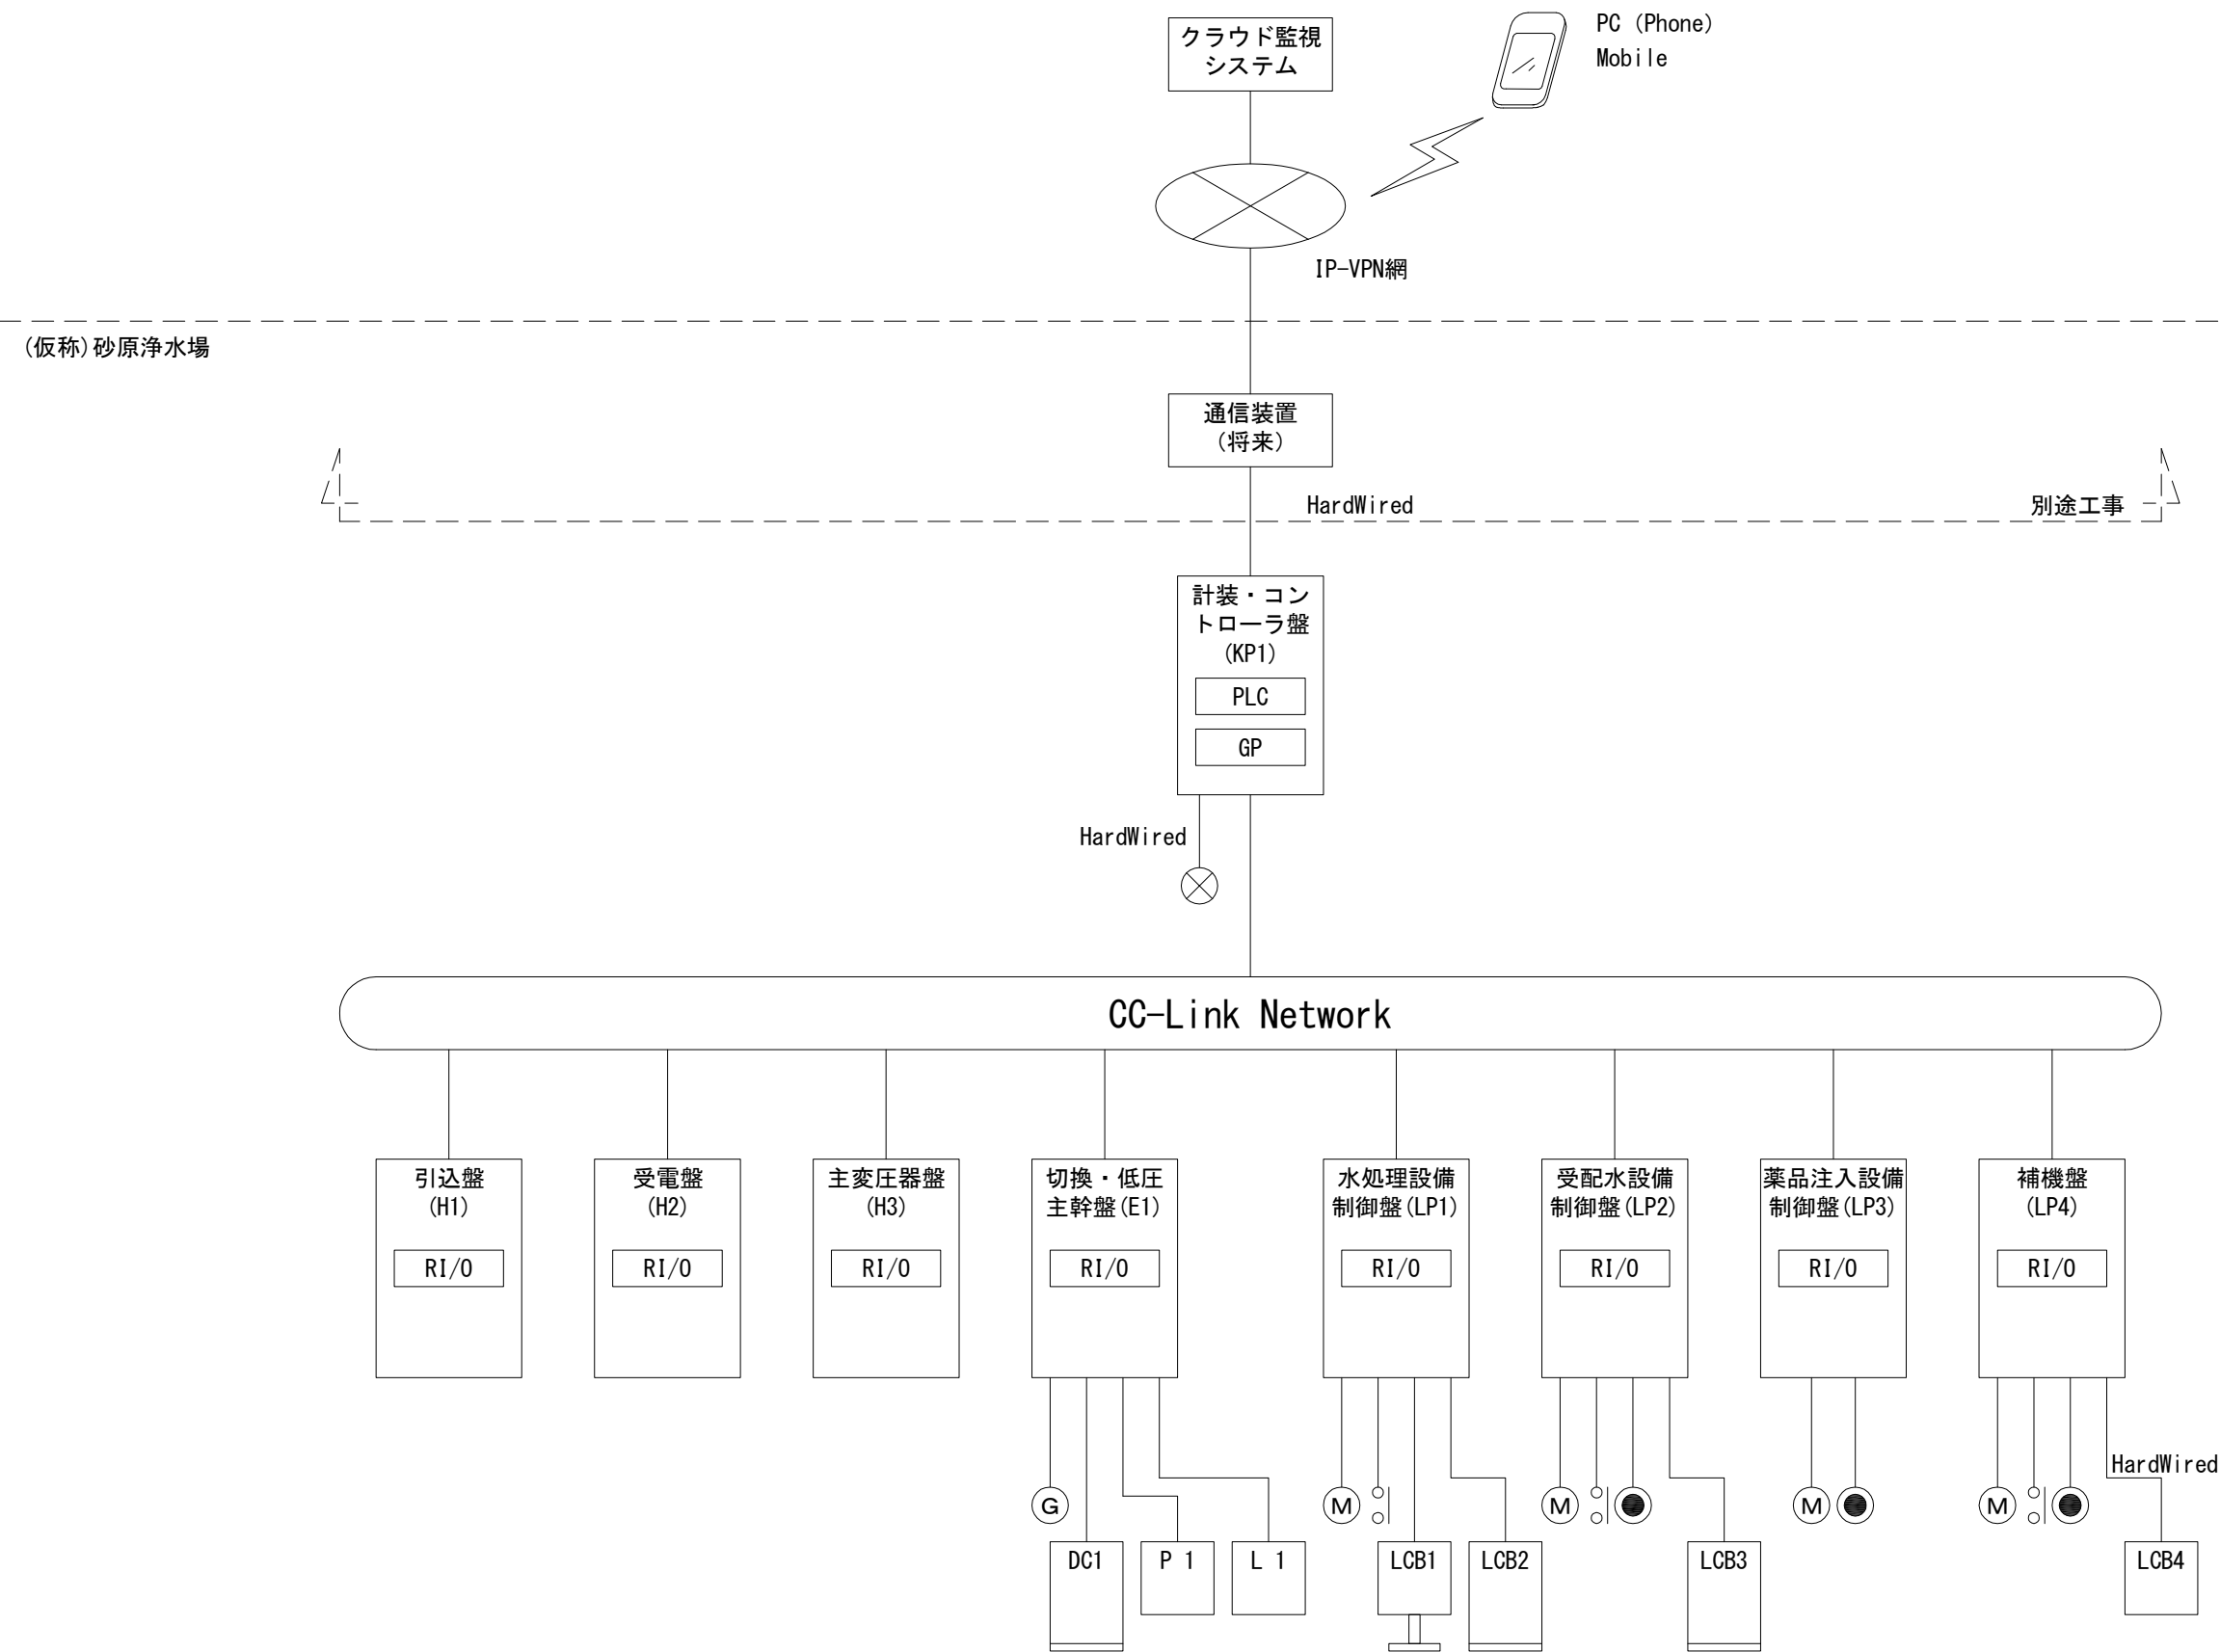 クラウド監視
システム
PC (Phone)
Mobile
IP-VPN網
(仮称)砂原浄水場
通信装置
(将来)
HardWired
別途工事
計装・コン
トローラ盤
(KP1)
PLC
GP
HardWired
CC-Link Network
引込盤
(H1)
RI/O
受電盤
(H2)
RI/O
主変圧器盤
(H3)
RI/O
切換・低圧
主幹盤(E1)
RI/O
水処理設備
制御盤(LP1)
RI/O
受配水設備
制御盤(LP2)
RI/O
薬品注入設備
制御盤(LP3)
RI/O
補機盤
(LP4)
RI/O
HardWired
G
M
M
M
M
DC1
P 1
L 1
LCB1
LCB2
LCB3
LCB4